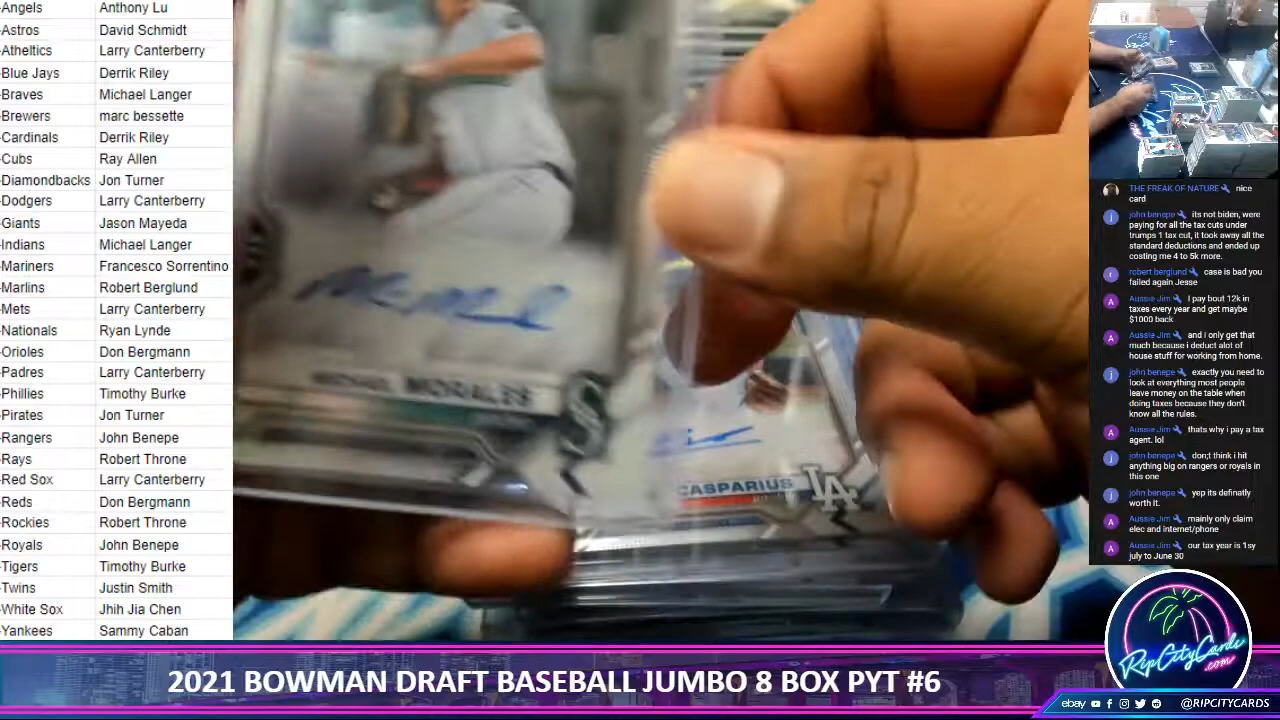 -Angels Anthony Lu
-Astros David Schmidt
-Atheltics Larry Canterberry
-Blue Jays Derrik Riley
-Braves Michael Langer
-Brewers marc bessette
-Cardinals Derrik Riley
-Cubs Ray Allen
-Diamondbacks Jon Turner
-Dodgers Larry Canterberry
-Giants Jason Mayeda
-Indians Michael Langer
-Mariners Francesco Sorrentino
-Marlins Robert Berglund
-Mets Larry Canterberry
-Nationals Ryan Lynde
-Orioles Don Bergmann
-Padres Larry Canterberry
-Phillies Timothy Burke
-Pirates Jon Turner
-Rangers John Benepe
-Rays Robert Throne
-Red Sox Larry Canterberry
-Reds Don Bergmann
-Rockies Robert Throne
-Royals John Benepe
-Tigers Timothy Burke
-Twins Justin Smith
-White Sox Jhih Jia Chen
-Yankees Sammy Caban
MORALES
S
CASPARIUS
LA
THE FREAK OF NATURE nice
card
john benepe its not biden, were
paying for all the tax cuts under
trumps 1 tax cut, it took away all the
standard deductions and ended up
costing me 4 to 5k more.
robert berglund case is bad you
failed again Jesse
Aussie Jim I pay bout 12k in
taxes every year and get maybe
$1000 back
Aussie Jim and i only get that
much because i deduct alot of
house stuff for working from home.
john benepe exactly you need to
look at everything most people
leave money on the table when
doing taxes because they don't
know all the rules.
Aussie Jim thats why i pay a tax
agent. lol
john benepe don;t think i hit
anything big on rangers or royals in
this one
john benepe yep its definatly
worth it.
Aussie Jim mainly only claim
elec and internet/phone
Aussie Jim our tax year is 1sy
july to June 30
RipCityCards
.com
2021 BOWMAN DRAFT BASEBALL JUMBO 8 BOX PYT #6
ebay @RIPCITYCARDS